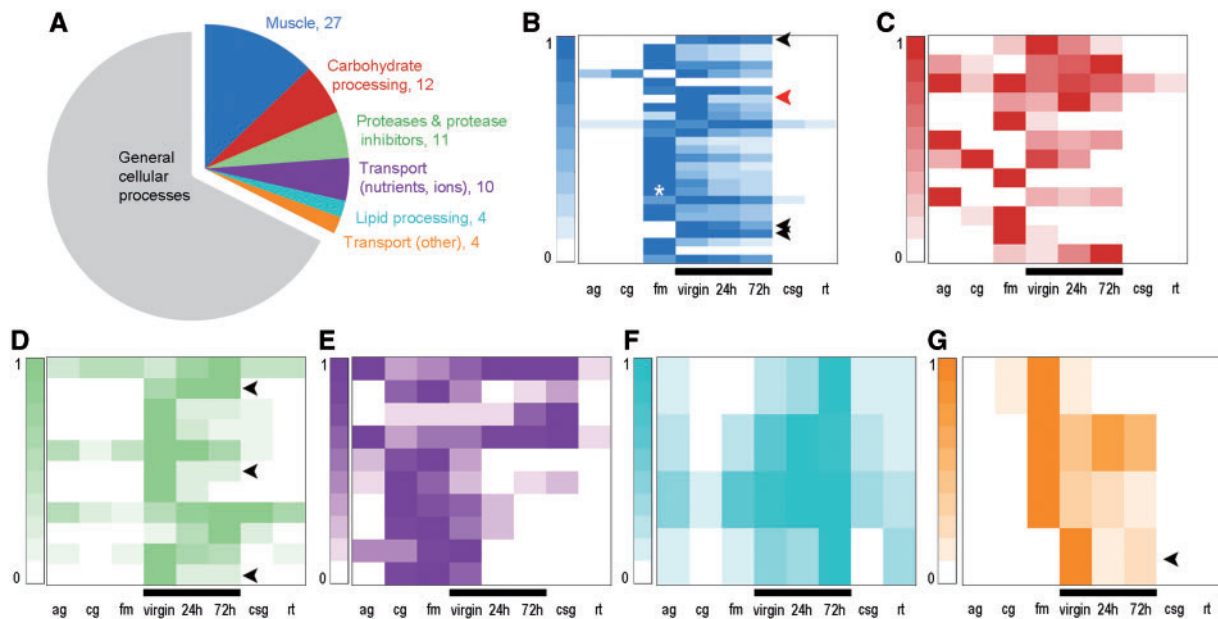 A
Muscle, 27
Carbohydrate
processing, 12
Proteases & protease
inhibitors, 11
Transport
(nutrients, ions), 10
Lipid processing, 4
Transport (other), 4
General
cellular
processes
B
1
0
*
ag cg fm virgin 24h 72h csg rt
C
1
0
ag cg fm virgin 24h 72h csg rt
D
1
0
ag cg fm virgin 24h 72h csg rt
E
1
0
ag cg fm virgin 24h 72h csg rt
F
1
0
ag cg fm virgin 24h 72h csg rt
G
1
0
ag cg fm virgin 24h 72h csg rt